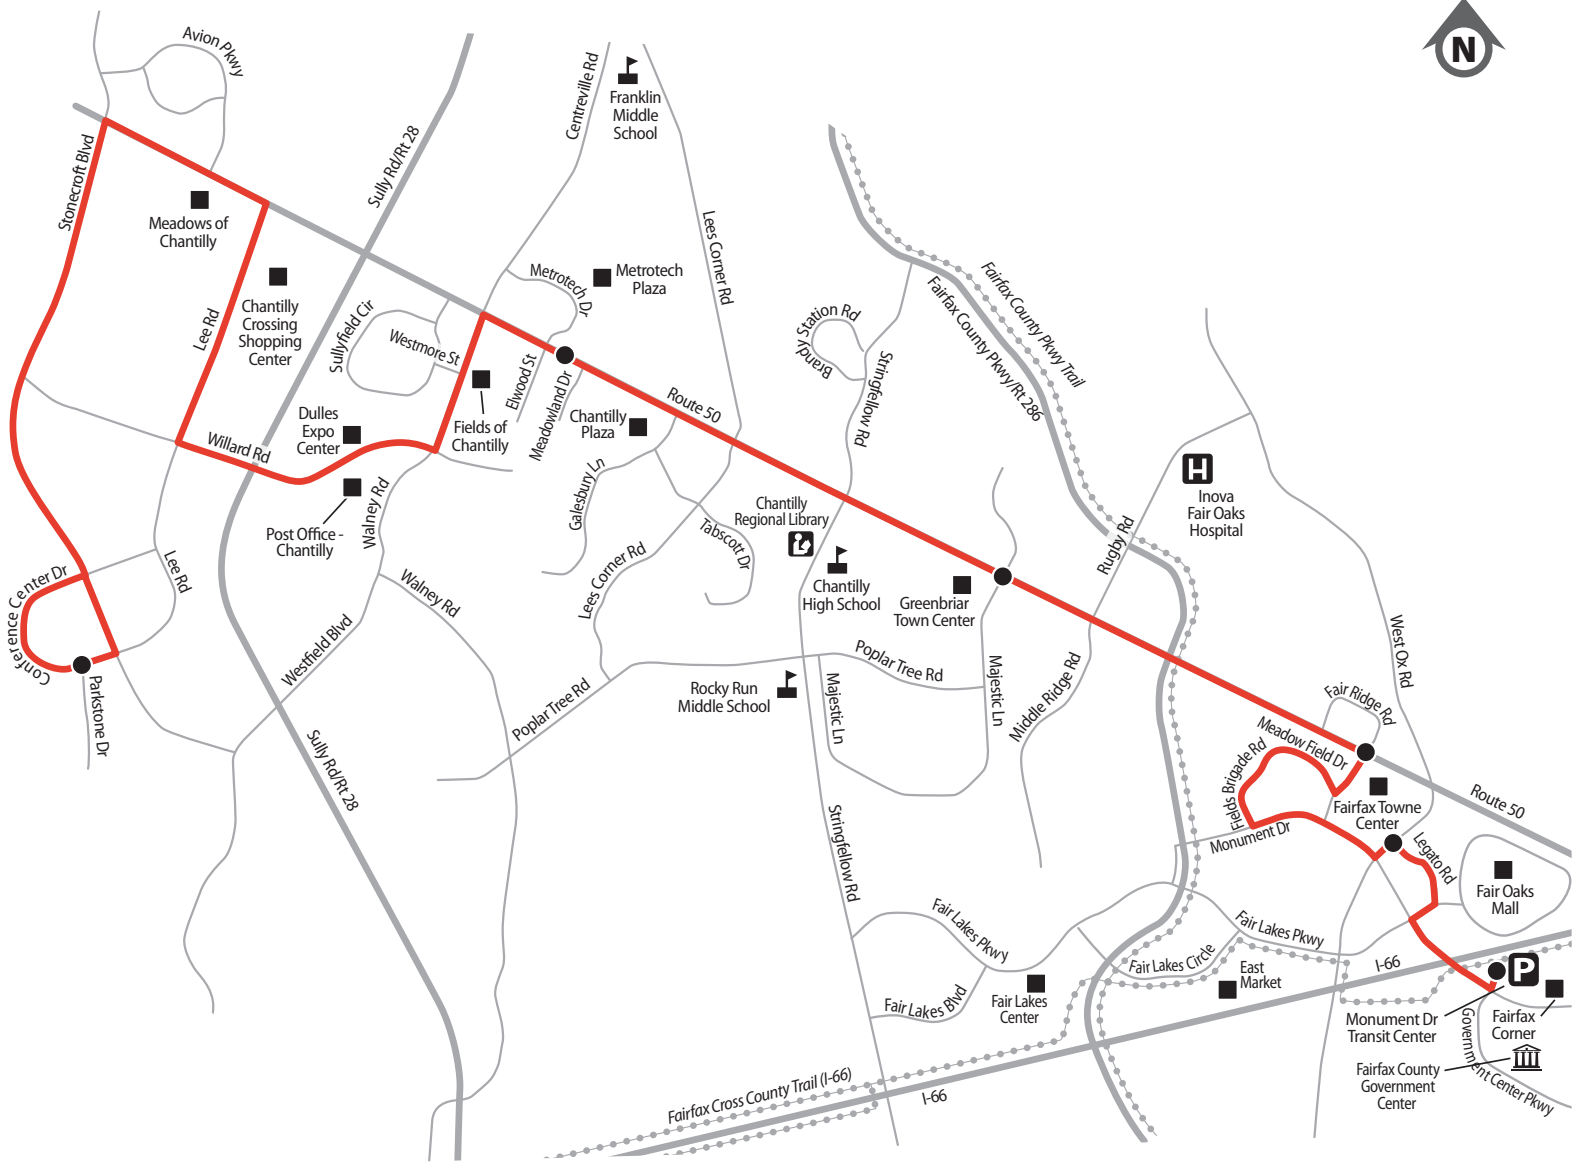 N
Avion Pkwy
Stonecroft Blvd
Sully Rd/Rt 28
Centreville Rd
Franklin
Middle
School
Meadows of
Chantilly
Lees Corner Rd
Metrotech Dr
Metrotech
Plaza
Fairfax County Pkwy Trail
Fairfax County Pkwy/Rt 286
Chantilly
Crossing
Shopping
Center
Lee Rd
Sullyfield Cir
Westmore St
Brandy Station Rd
Stringfellow Rd
Elwood St
Meadowland Dr
Route 50
Fields of
Chantilly
Chantilly
Plaza
Dulles
Expo
Center
Willard Rd
Post Office -
Chantilly
Walney Rd
Galesbury Ln
Tabscott Dr
Chantilly
Regional Library
H
Inova
Fair Oaks
Hospital
Rugby Rd
Lees Corner Rd
Chantilly
High School
Greenbriar
Town Center
Conference Center Dr
Lee Rd
Walney Rd
Westfield Blvd
Parkstone Dr
Poplar Tree Rd
Rocky Run
Middle School
Poplar Tree Rd
Majestic Ln
Majestic Ln
Middle Ridge Rd
West Ox Rd
Fair Ridge Rd
Meadow Field Dr
Fields Brigade Rd
Fairfax Towne
Center
Route 50
Sully Rd/Rt 28
Monument Dr
Legato Rd
Fair Oaks
Mall
Stringfellow Rd
Fair Lakes Pkwy
Fair Lakes Pkwy
Fair Lakes Circle
East
Market
I-66
P
Fair Lakes Blvd
Fair Lakes
Center
Monument Dr
Transit Center
Fairfax
Corner
Government Center Pkwy
Fairfax County
Government
Center
Fairfax Cross County Trail (I-66)
I-66